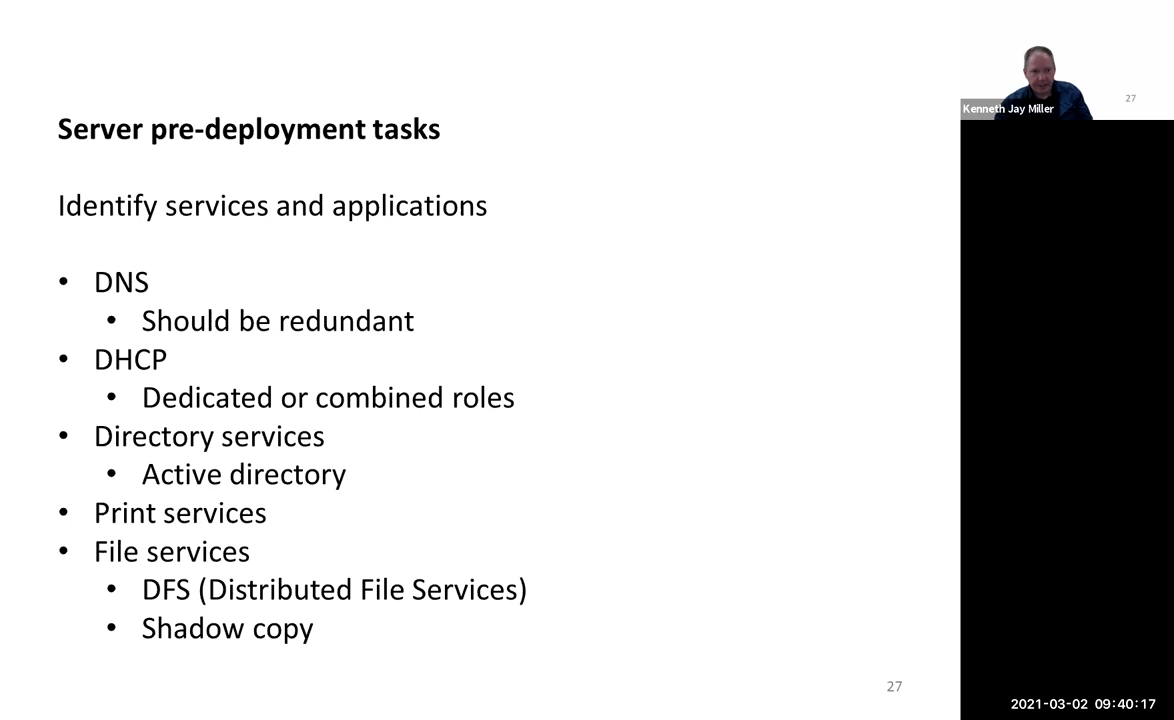 Server pre-deployment tasks
Identify services and applications
• DNS
• Should be redundant
• DHCP
• Dedicated or combined roles
• Directory services
• Active directory
• Print services
• File services
• DFS (Distributed File Services)
• Shadow copy
27
27
Kenneth Jay Miller
2021-03-02 09:40:17